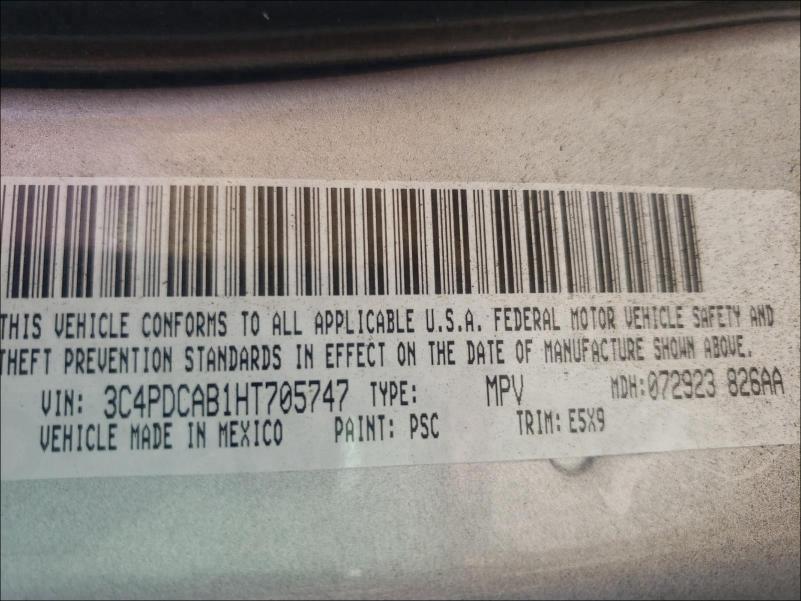 THIS VEHICLE CONFORMS TO ALL APPLICABLE U.S.A. FEDERAL MOTOR VEHICLE SAFETY AND
THEFT PREVENTION STANDARDS IN EFFECT ON THE DATE OF MANUFACTURE SHOWN ABOVE.
VIN: 3C4PDCAB1HT705747 TYPE: MPV MDH:072923 826AA
VEHICLE MADE IN MEXICO PAINT: PSC TRIM: E5X9